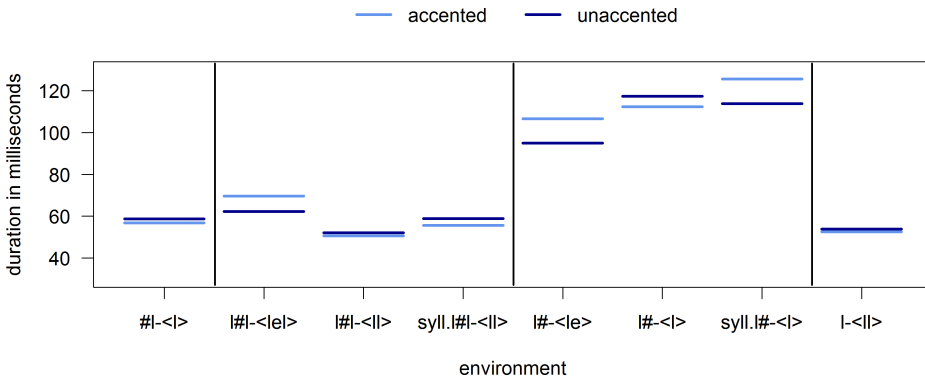 accented unaccented
duration in milliseconds
120
100
80
60
40
#l-<l> l#l-<lel> l#l-<ll> syll.l#l-<ll> l#-<le> l#-<l> syll.l#-<l> l-<ll>
environment